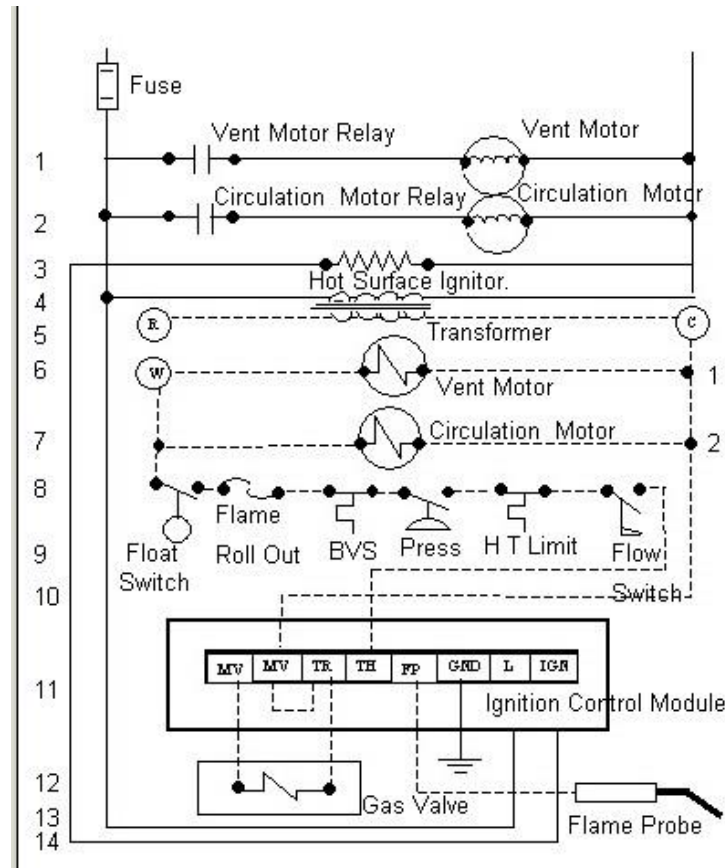 Fuse
Vent Motor Relay Vent Motor
1
Circulation Motor Relay Circulation Motor
2
3
Hot Surface Ignitor.
4
R C
5 Transformer
6 W 1
Vent Motor
7 Circulation Motor 2
8
Flame
9 Float Roll Out BVS Press H T Limit Flow
Switch
10 Switch
MV MV TR TH FP GND L IGN
11 Ignition Control Module
12
Gas Valve
13 Flame Probe
14